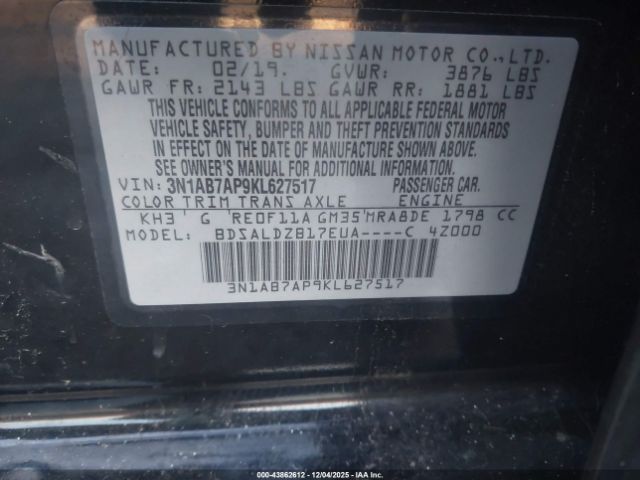 MANUFACTURED BY NISSAN MOTOR CO.,LTD.
DATE: 02/19. GVWR: 3876 LBS
GAWR FR: 2143 LBS GAWR RR: 1881 LBS
THIS VEHICLE CONFORMS TO ALL APPLICABLE FEDERAL MOTOR
VEHICLE SAFETY, BUMPER AND THEFT PREVENTION STANDARDS
IN EFFECT ON THE DATE OF MANUFACTURE SHOWN ABOVE.
SEE OWNER'S MANUAL FOR ADDITIONAL INFORMATION.
VIN: 3N1AB7AP9KL627517 PASSENGER CAR.
COLOR TRIM TRANS AXLE ENGINE
KH3 G RE0F11A GM35 MRA8DE 1798 CC
MODEL: BDSALDZB17EUA----C 4Z000
3N1AB7AP9KL627517
000-43862612 - 12/04/2025 - IAAI.COM